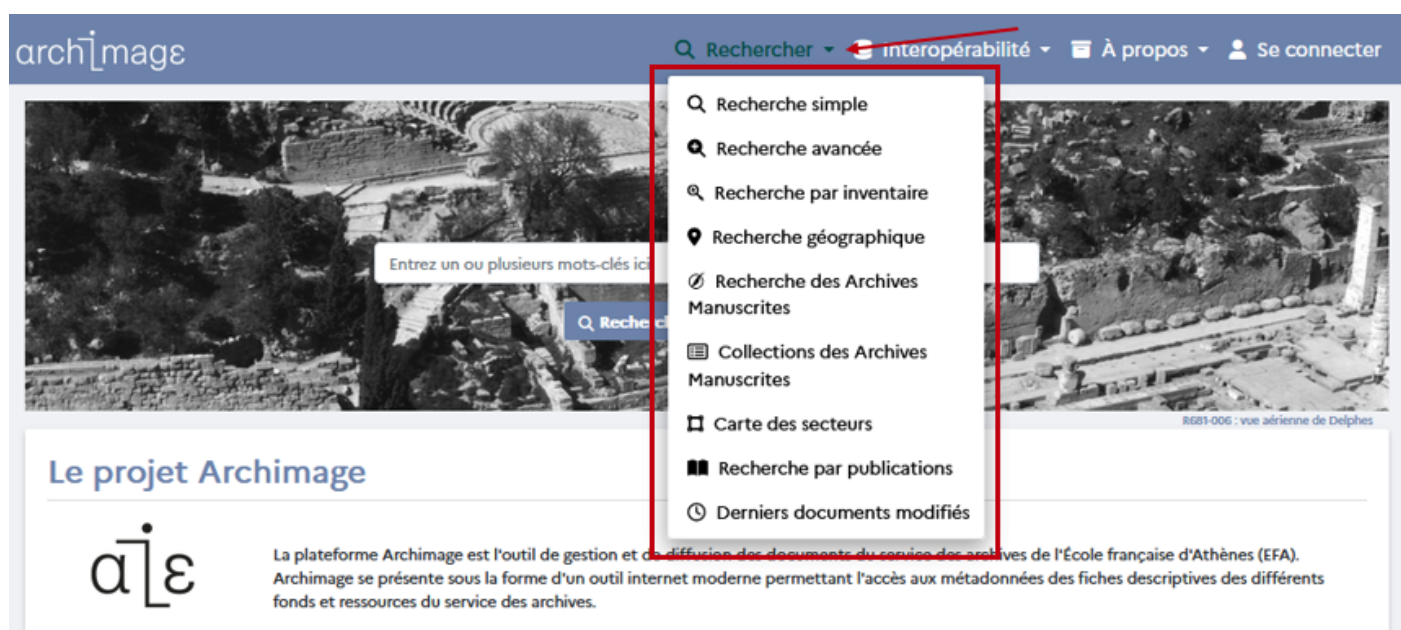 archimage
Rechercher
Interopérabilité
À propos
Se connecter
Recherche simple
Recherche avancée
Recherche par inventaire
Recherche géographique
Recherche des Archives
Manuscrites
Collections des Archives
Manuscrites
Carte des secteurs
Recherche par publications
Derniers documents modifiés
Entrez un ou plusieurs mots-clés ici
Recherc
R681-006 : vue aérienne de Delphes
Le projet Archimage
aiε
La plateforme Archimage est l'outil de gestion et de diffusion des documents du service des archives de l'École française d'Athènes (EFA).
Archimage se présente sous la forme d'un outil internet moderne permettant l'accès aux métadonnées des fiches descriptives des différents
fonds et ressources du service des archives.